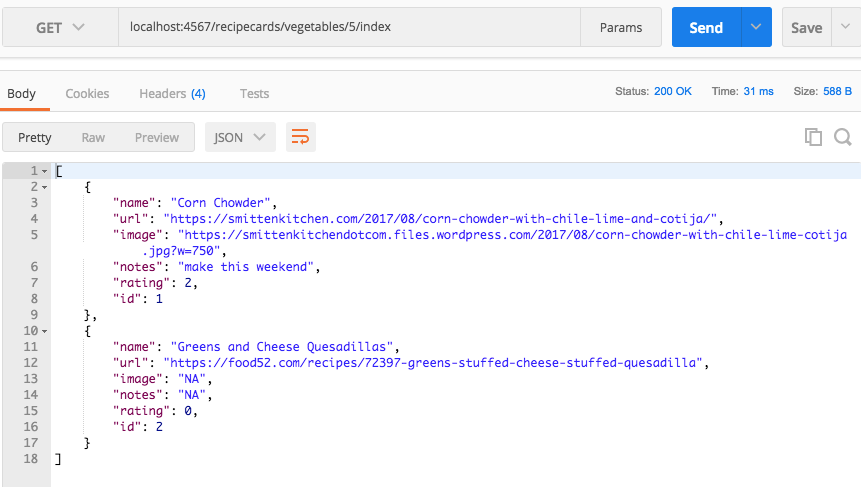 GET localhost:4567/recipecards/vegetables/5/index Params Send Save
Body Cookies Headers (4) Tests Status: 200 OK Time: 31 ms Size: 588 B
Pretty Raw Preview JSON
1 [
2 {
3 "name": "Corn Chowder",
4 "url": "https://smittenkitchen.com/2017/08/corn-chowder-with-chile-lime-and-cotija/",
5 "image": "https://smittenkitchendotcom.files.wordpress.com/2017/08/corn-chowder-with-chile-lime-cotija
.jpg?w=750",
6 "notes": "make this weekend",
7 "rating": 2,
8 "id": 1
9 },
10 {
11 "name": "Greens and Cheese Quesadillas",
12 "url": "https://food52.com/recipes/72397-greens-stuffed-cheese-stuffed-quesadilla",
13 "image": "NA",
14 "notes": "NA",
15 "rating": 0,
16 "id": 2
17 }
18 ]